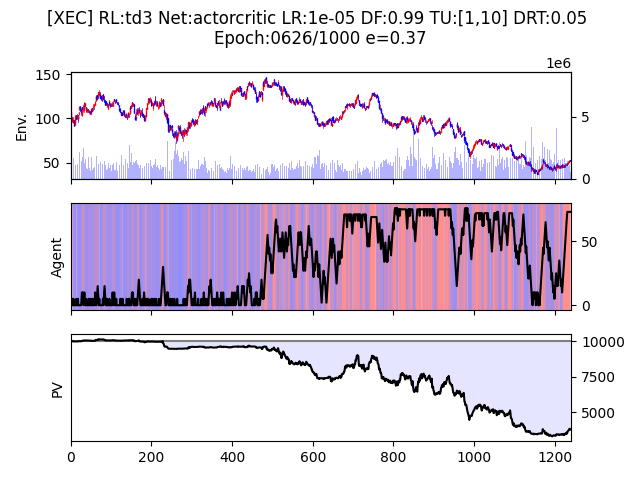 [XEC] RL:td3 Net:actorcritic LR:1e-05 DF:0.99 TU:[1,10] DRT:0.05
Epoch:0626/1000 e=0.37
1e6
150
100
50
Env.
5
0
Agent
50
0
PV
10000
7500
5000
0 200 400 600 800 1000 1200